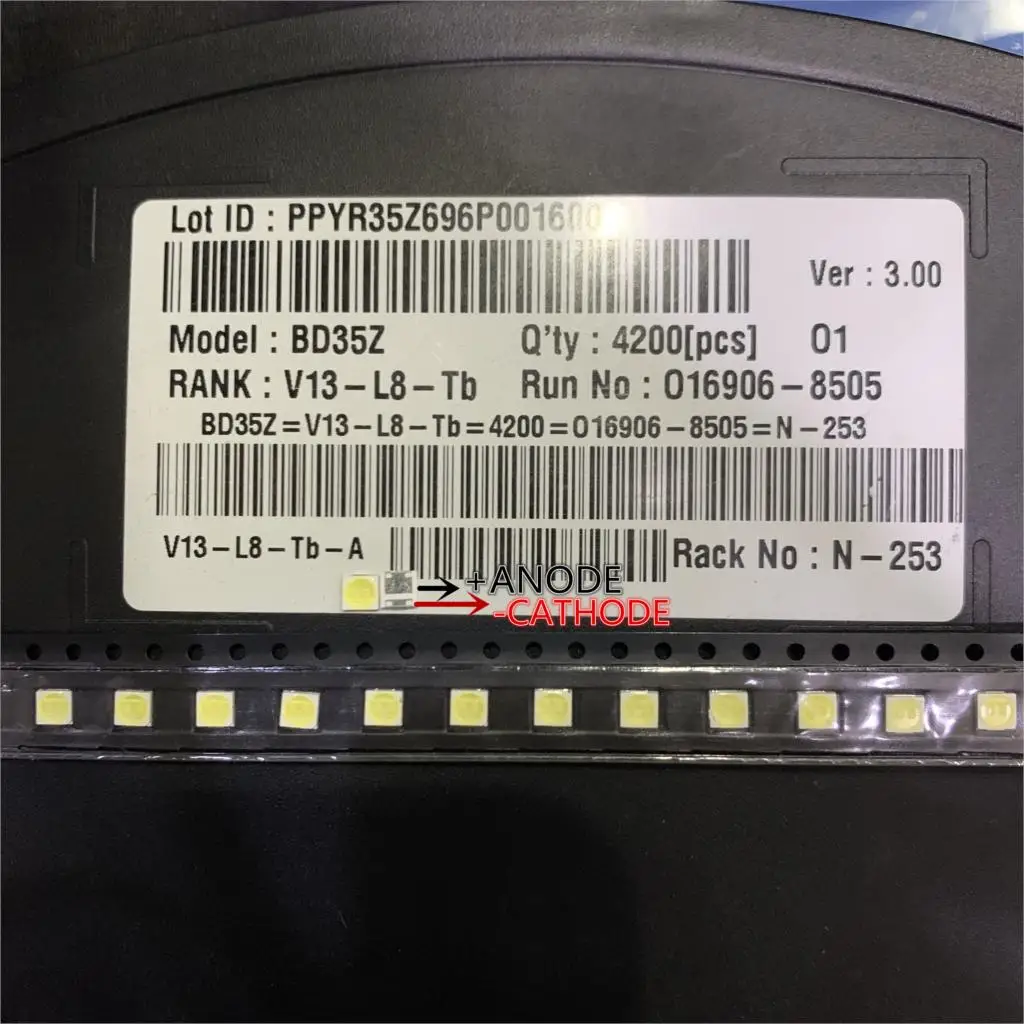 Lot ID : PPYR35Z696P001600
Ver : 3.00
Model : BD35Z Q'ty : 4200[pcs] O1
RANK : V13-L8-Tb Run No : O16906-8505
BD35Z=V13-L8-Tb=4200=O16906-8505=N-253
V13-L8-Tb-A Rack No : N-253
+ANODE
-CATHODE